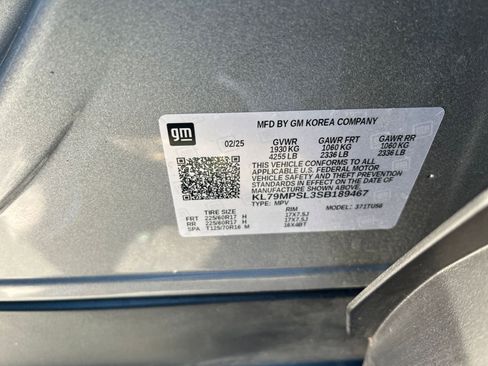 gm
MFD BY GM KOREA COMPANY
02/25 GVWR GAWR FRT GAWR RR
1930 KG 1060 KG 1060 KG
4255 LB 2336 LB 2336 LB
THIS VEHICLE CONFORMS TO ALL
APPLICABLE U.S. FEDERAL MOTOR
VEHICLE SAFETY AND THEFT PREVENTION
STANDARDS IN EFFECT ON THE DATE OF
KL79MPSL3SB189467
TYPE: MPV MODEL: 371TU56
TIRE SIZE RIM
FRT 225/60R17 H 17X7.5J
RR 225/60R17 H 17X7.5J
SPA T125/70R16 M 16X4BT